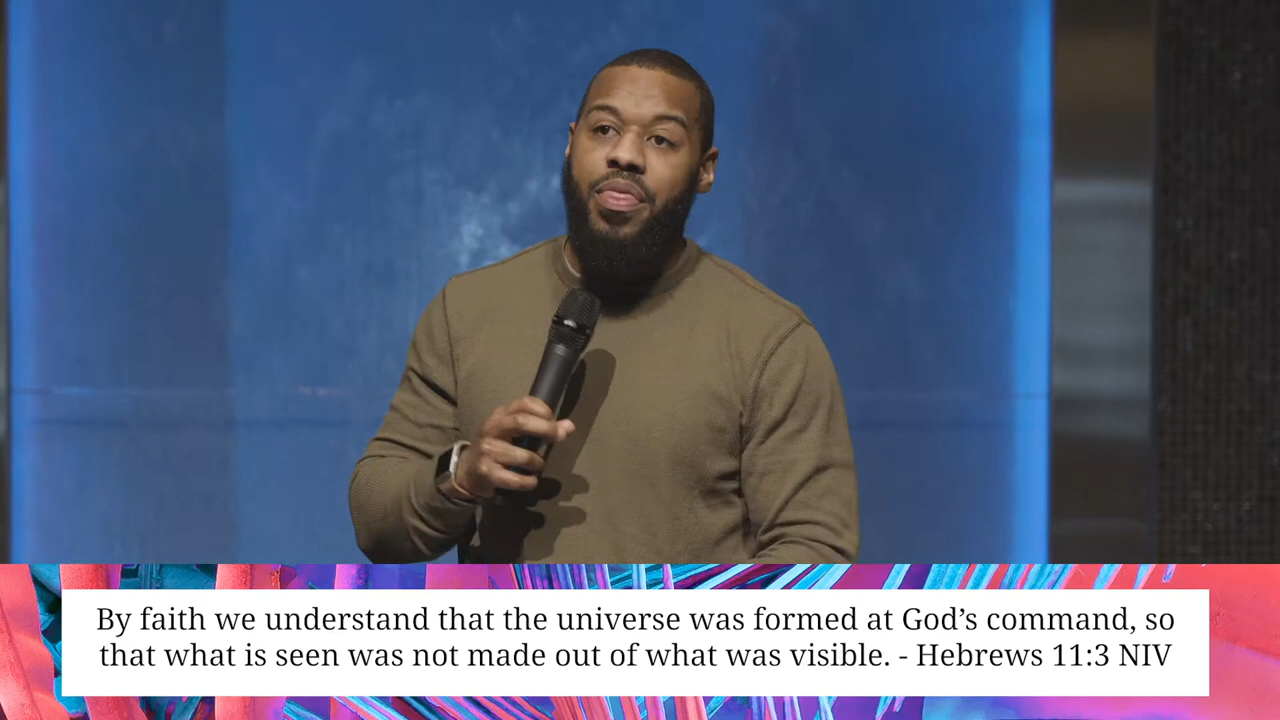 By faith we understand that the universe was formed at God’s command, so
that what is seen was not made out of what was visible. - Hebrews 11:3 NIV